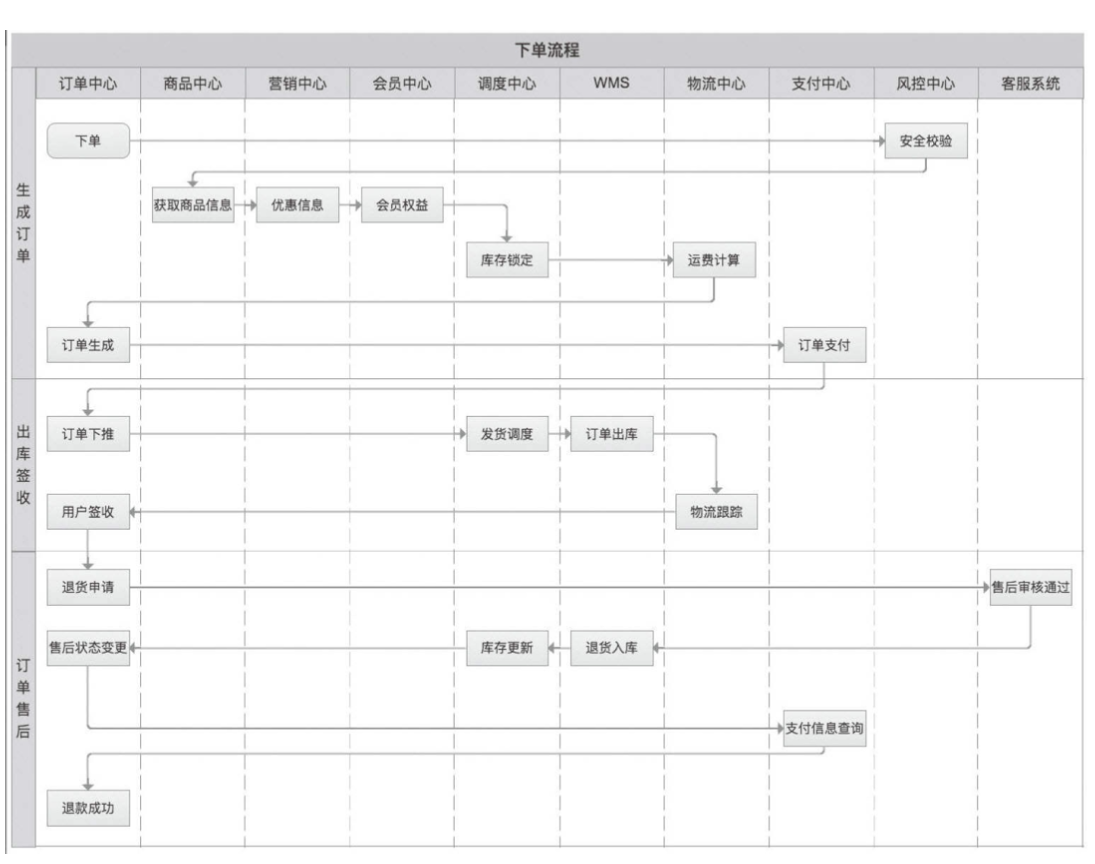 下单流程
订单中心
商品中心
营销中心
会员中心
调度中心
WMS
物流中心
支付中心
风控中心
客服系统
生成订单
下单
安全校验
获取商品信息
优惠信息
会员权益
库存锁定
运费计算
订单生成
订单支付
出库签收
订单下推
发货调度
订单出库
用户签收
物流跟踪
订单售后
退货申请
售后审核通过
售后状态变更
库存更新
退货入库
支付信息查询
退款成功